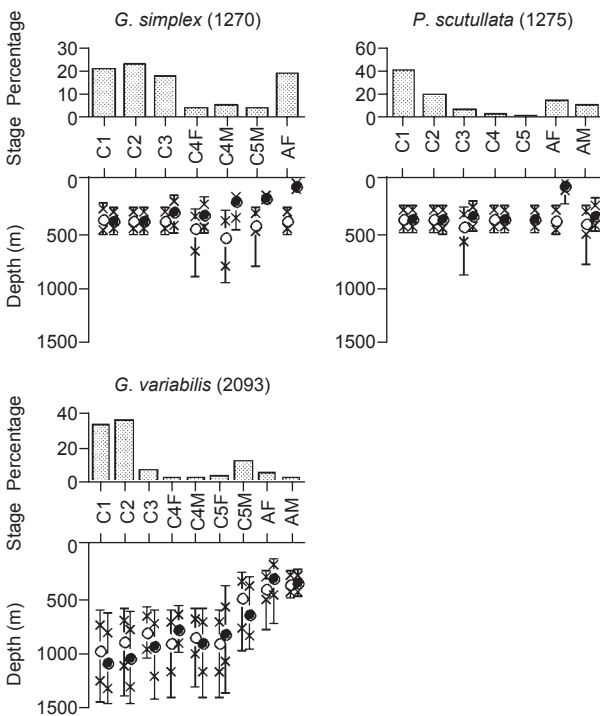 G. simplex (1270)
P. scutullata (1275)
Percentage
30
20
10
0
60
40
20
0
Stage
C1 C2 C3 C4F C4M C5M AF
C1 C2 C3 C4 C5 AF AM
Depth (m)
0
500
1000
1500
0
500
1000
1500
G. variabilis (2093)
Percentage
40
20
0
Stage
C1 C2 C3 C4F C4M C5F C5M AF AM
Depth (m)
0
500
1000
1500